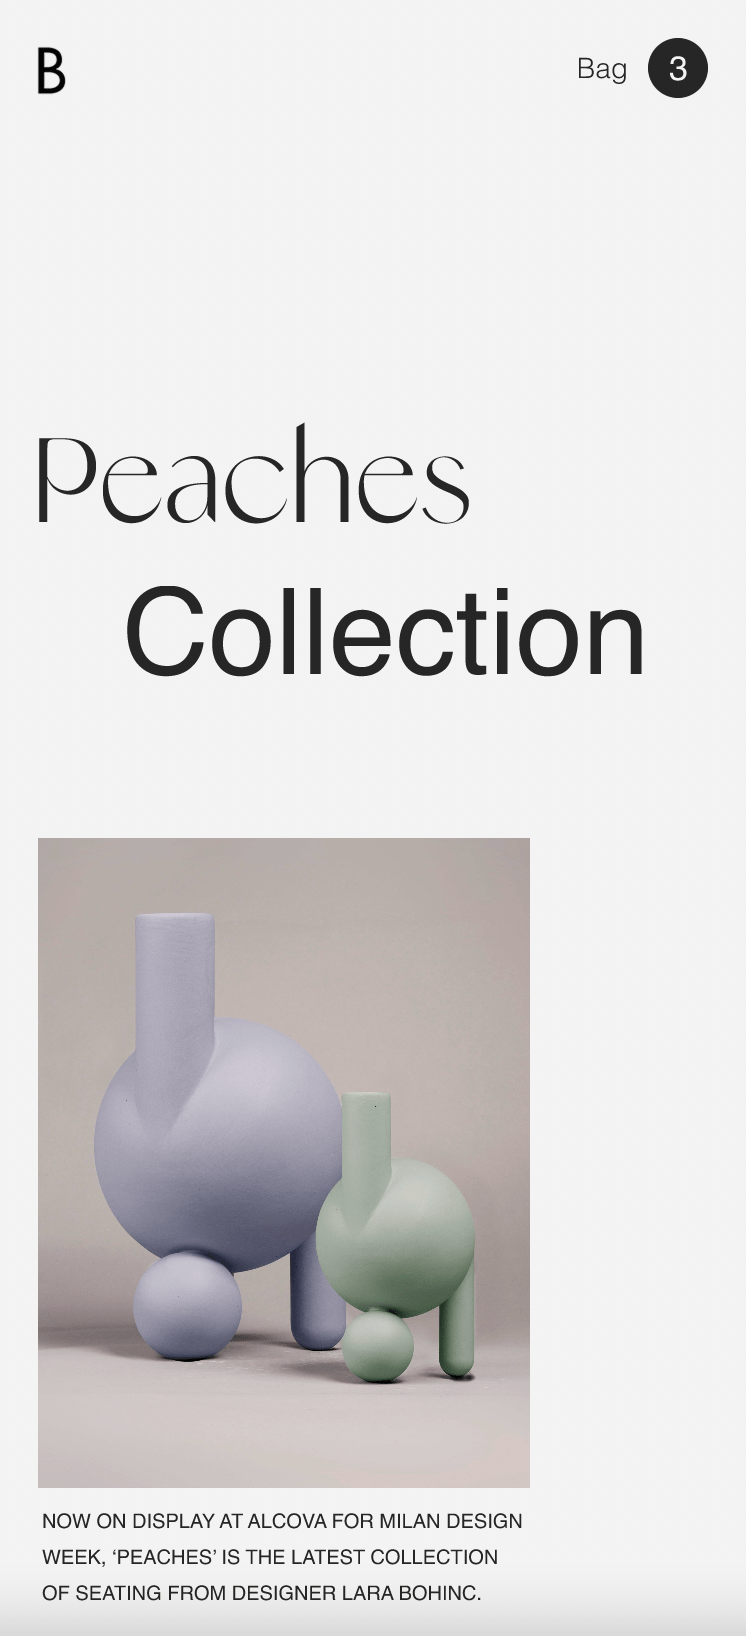 B
Bag 3
Peaches
Collection
NOW ON DISPLAY AT ALCOVA FOR MILAN DESIGN
WEEK, ‘PEACHES’ IS THE LATEST COLLECTION
OF SEATING FROM DESIGNER LARA BOHINC.